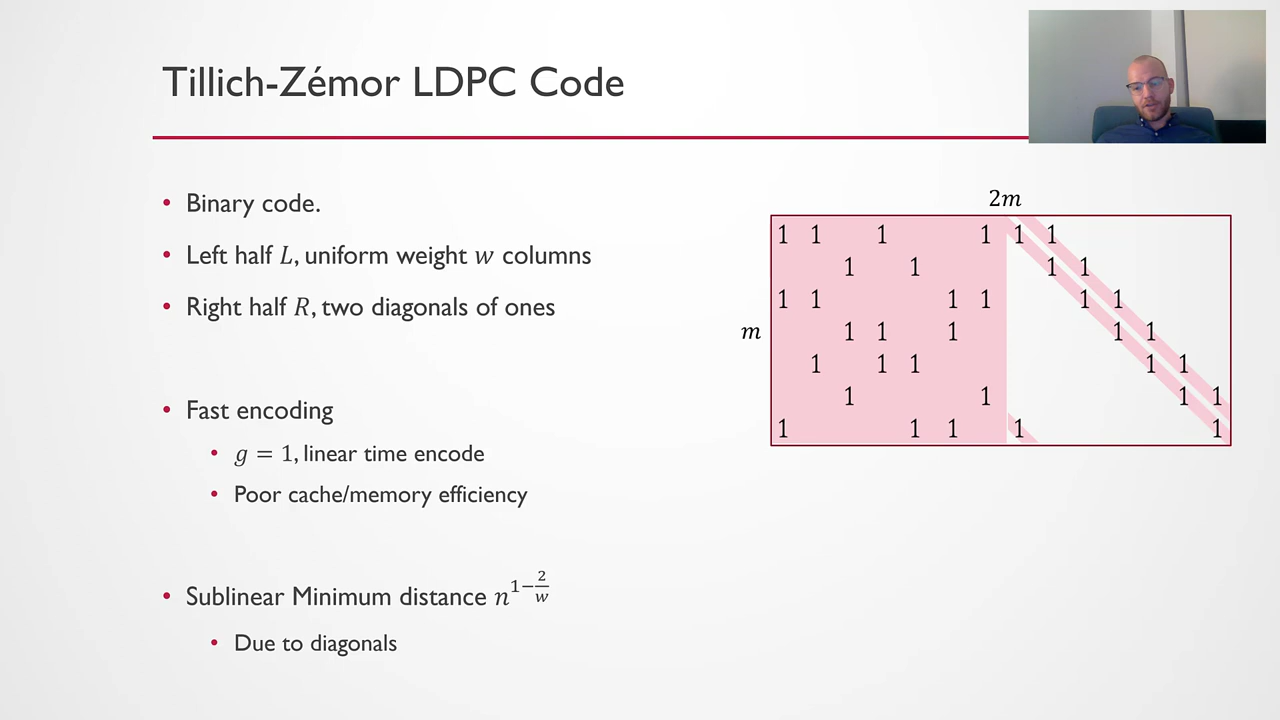 Tillich-Zémor LDPC Code
• Binary code.
• Left half L, uniform weight w columns
• Right half R, two diagonals of ones
• Fast encoding
• g = 1, linear time encode
• Poor cache/memory efficiency
• Sublinear Minimum distance n^{1-\frac{2}{w}}
• Due to diagonals
2m
m
1 1 1 1 1 1
1 1 1 1
1 1 1 1 1 1
1 1 1 1 1
1 1 1 1 1
1 1 1 1
1 1 1 1 1